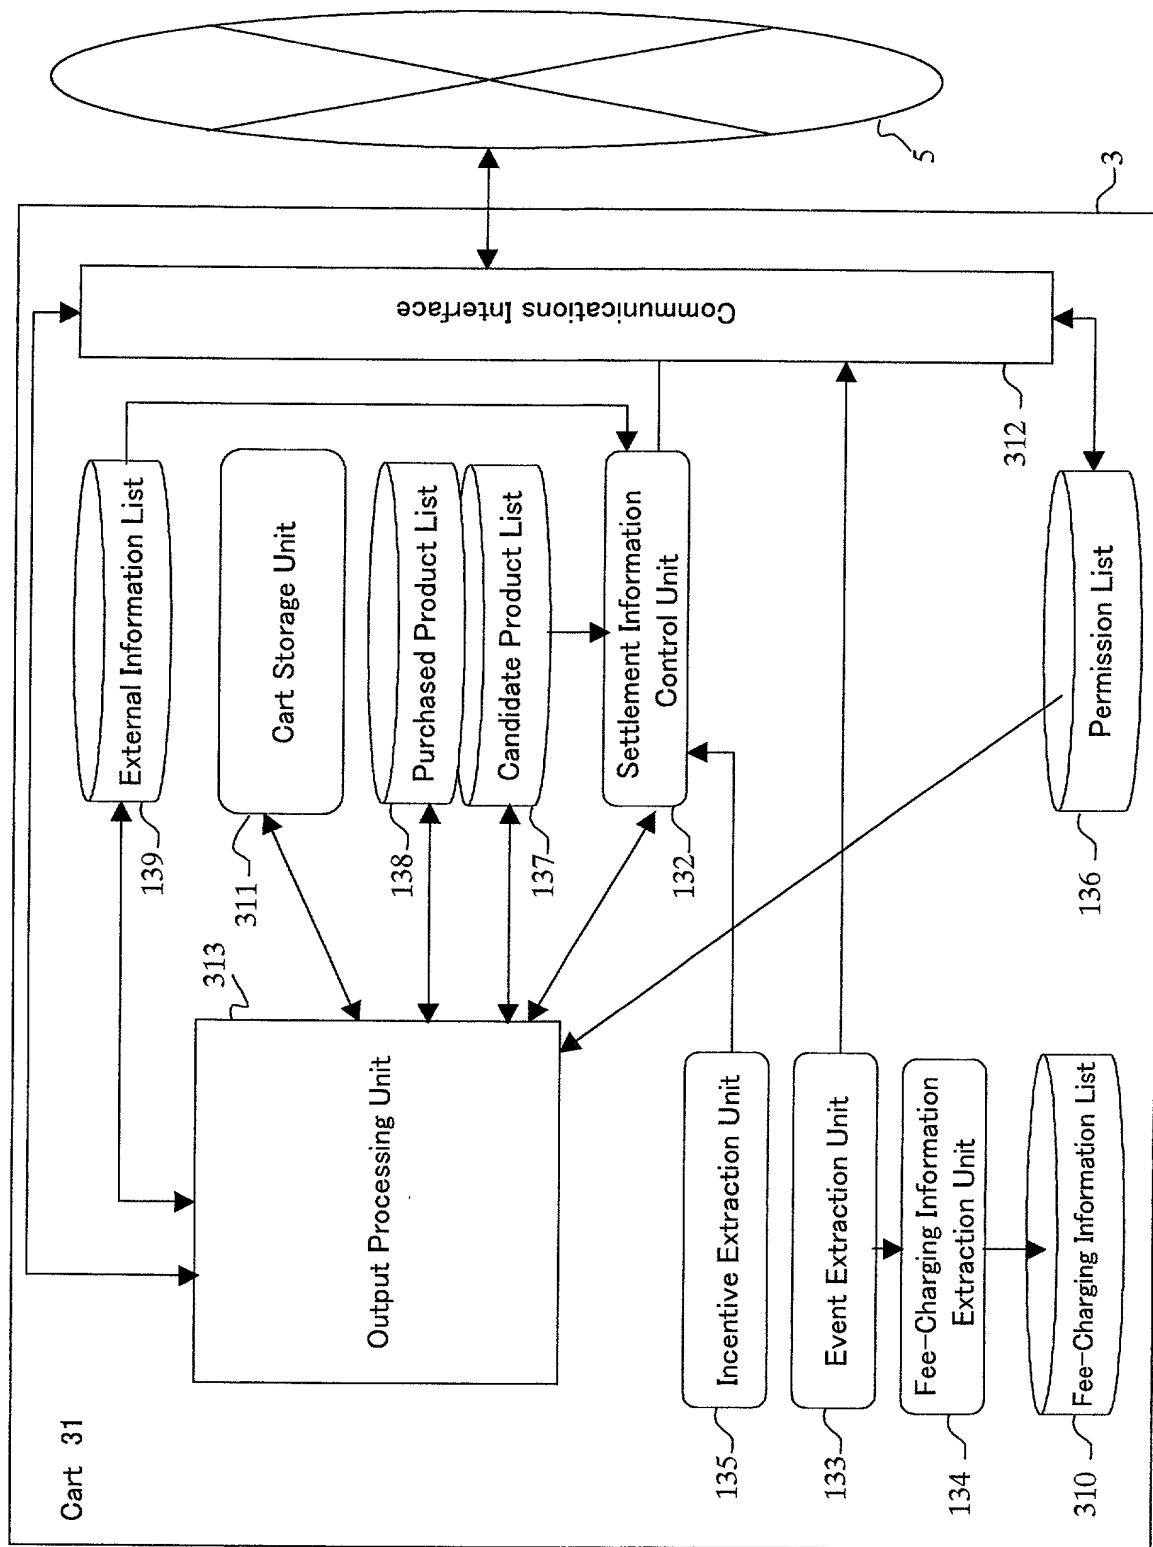 Cart 31
Output Processing Unit
313
External Information List
139
Cart Storage Unit
311
Purchased Product List
138
Candidate Product List
137
Settlement Information
Control Unit
132
Communications Interface
312
5
3
Incentive Extraction Unit
135
Event Extraction Unit
133
Fee-Charging Information
Extraction Unit
134
Fee-Charging Information List
310
Permission List
136